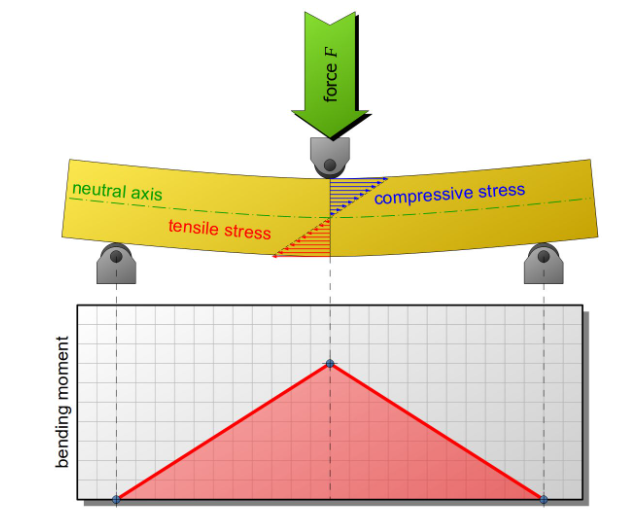 force F
neutral axis
compressive stress
tensile stress
bending moment